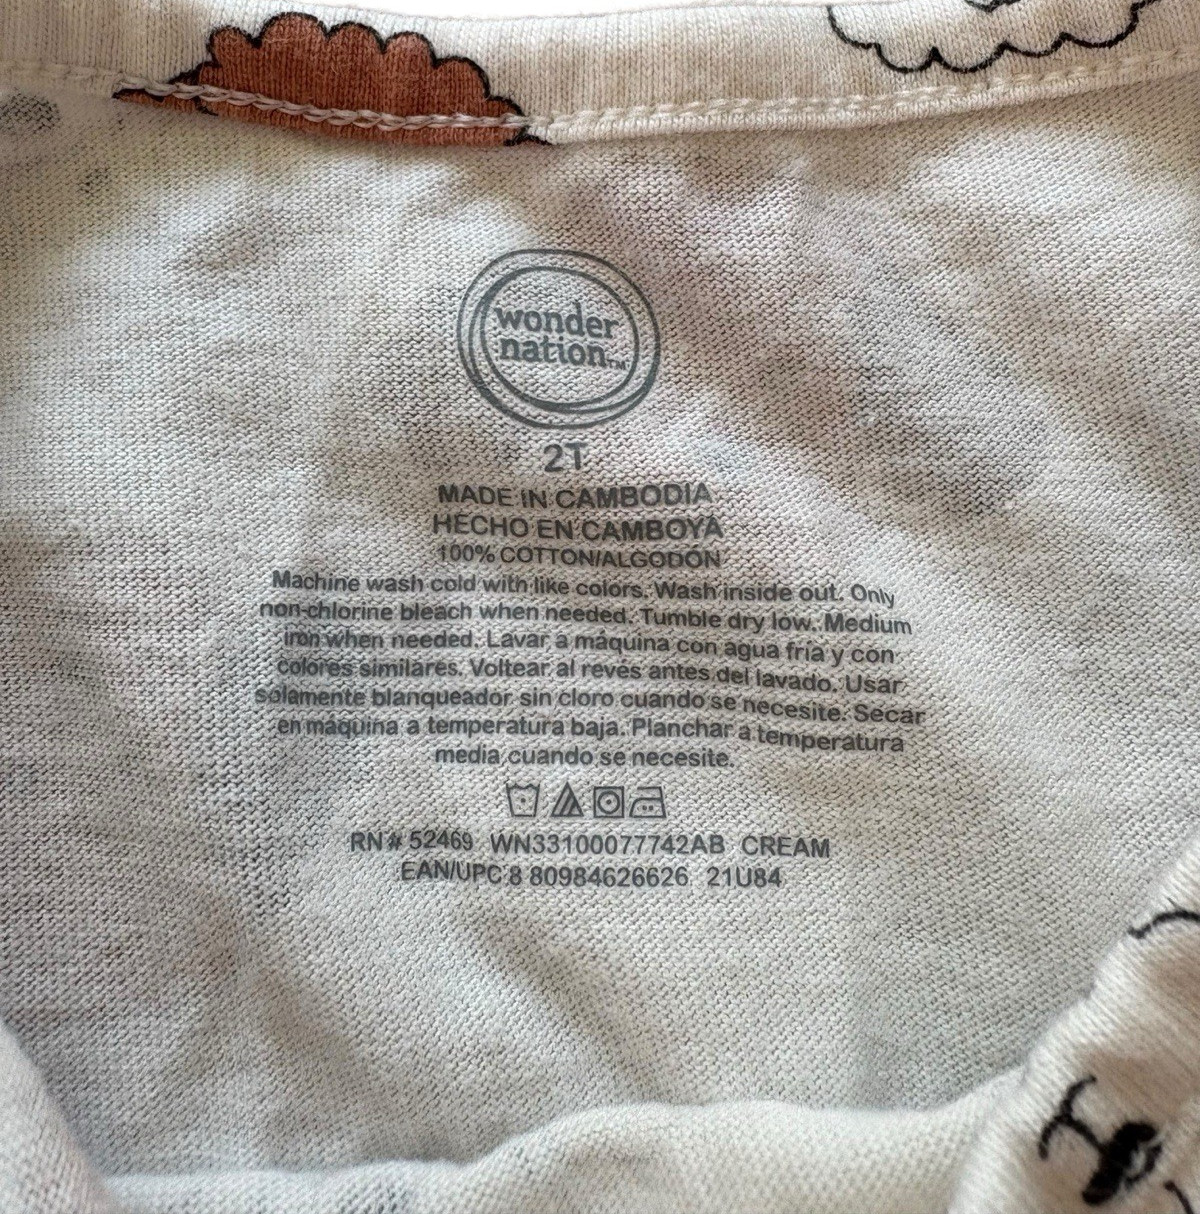 wonder
nation™
2T
MADE IN CAMBODIA
HECHO EN CAMBOYA
100% COTTON/ALGODÓN
Machine wash cold with like colors. Wash inside out. Only
non-chlorine bleach when needed. Tumble dry low. Medium
iron when needed. Lavar a máquina con agua fría y con
colores similares. Voltear al revés antes del lavado. Usar
solamente blanqueador sin cloro cuando se necesite. Secar
en máquina a temperatura baja. Planchar a temperatura
media cuando se necesite.
RN# 52469 WN33100077742AB CREAM
EAN/UPC 8 80984626626 21U84